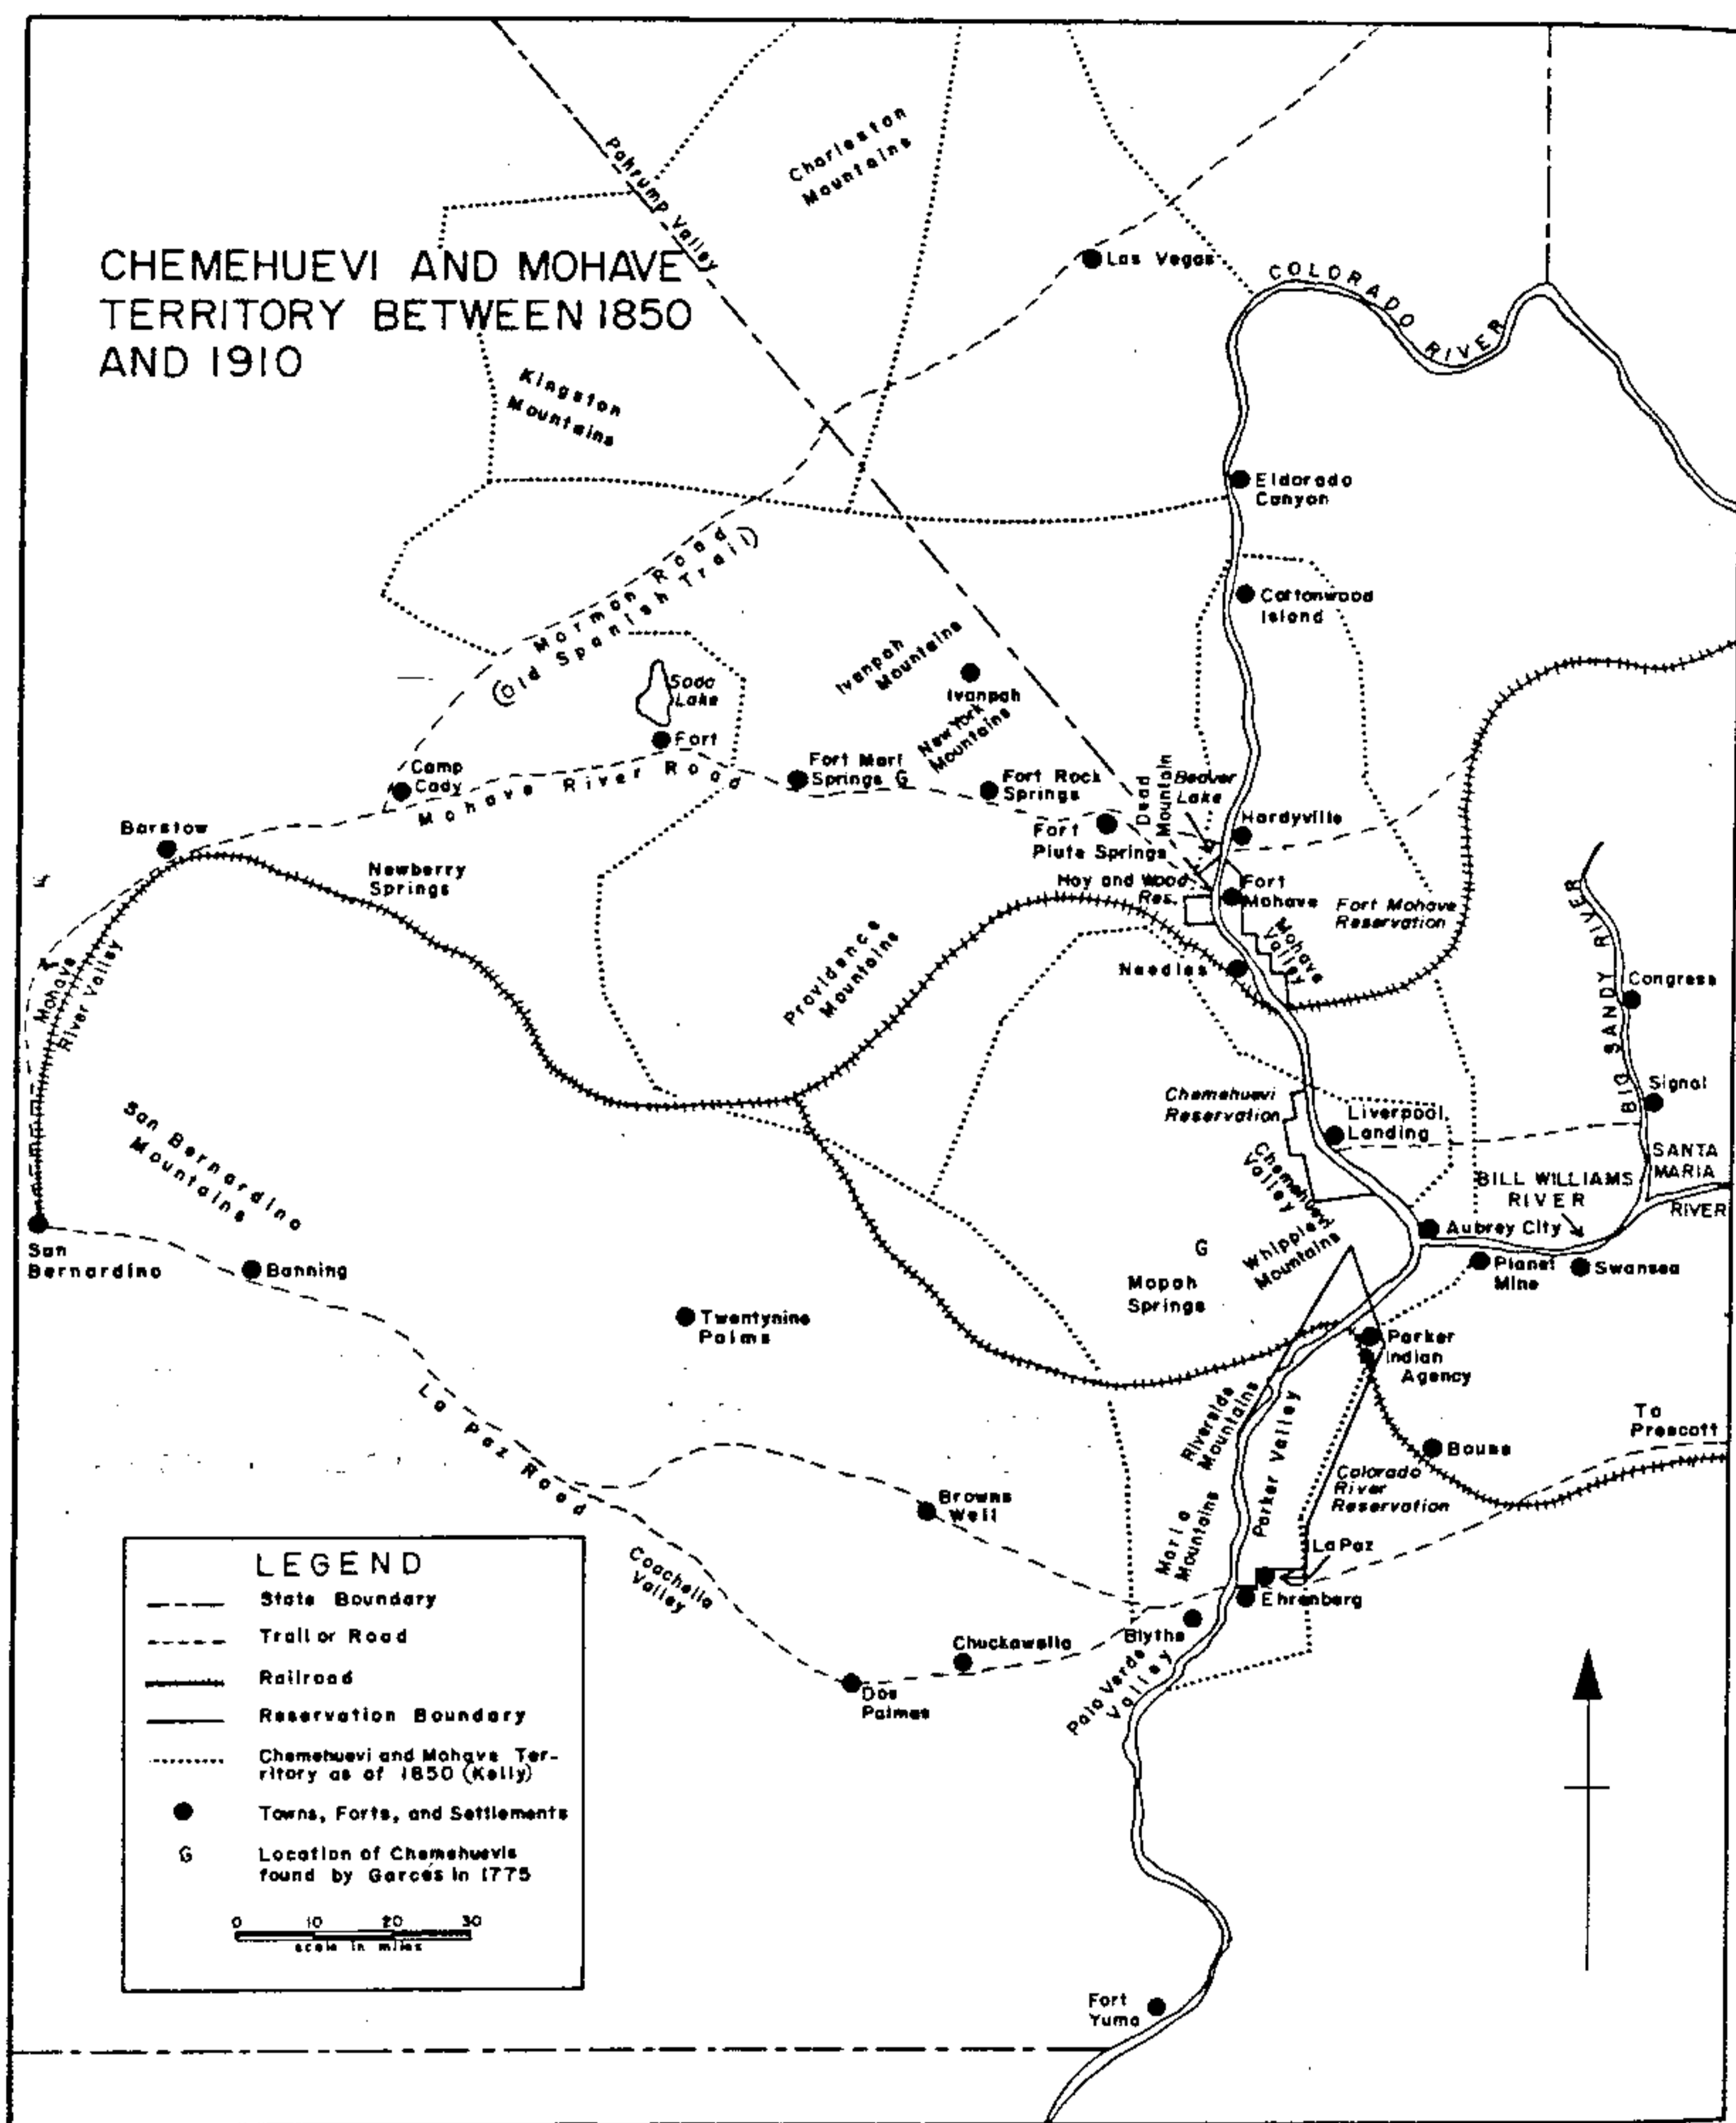 CHEMEHUEVI AND MOHAVE
TERRITORY BETWEEN 1850
AND 1910
Pahrump Valley
Charleston
Mountains
Las Vegas
COLORADO RIVER
Kingston
Mountains
Eldorado
Canyon
Mormon Road
(Old Spanish Trail)
Cottonwood
Island
Ivanpah
Mountains
Ivanpah
New York
Mountains
Soda
Lake
Fort
Camp
Cady
Mohave River Road
Fort Marl
Springs G
Fort Rock
Springs
Dead
Mountain
Beaver
Lake
Hardyville
Fort
Piute Springs
Barstow
Newberry
Springs
Hay and Wood
Res.
Fort
Mohave
Fort Mohave
Reservation
Mohave
Valley
Needles
Providence
Mountains
Mohave
River Valley
BIG SANDY RIVER
Congress
Signal
Chemehuevi
Reservation
Liverpool
Landing
SANTA
MARIA
RIVER
BILL WILLIAMS
RIVER
San Bernardino
Mountains
Chemehuevi
Valley
Aubrey City
San
Bernardino
Banning
G
Whipple
Mountains
Planet
Mine
Swansea
Mopah
Springs
Twentynine
Palms
Parker
Indian
Agency
La Paz Road
Riverside
Mountains
Parker Valley
To
Prescott
Bouse
Colorado
River
Reservation
Browns
Well
Maria
Mountains
La Paz
Coachella
Valley
Ehrenberg
Blythe
Chuckawalla
Dos
Palmas
Palo Verde
Valley
LEGEND
State Boundary
Trail or Road
Railroad
Reservation Boundary
Chemehuevi and Mohave Ter-
ritory as of 1850 (Kelly)
Towns, Forts, and Settlements
G Location of Chemehuevis
found by Garcés in 1775
0 10 20 30
scale in miles
Fort
Yuma